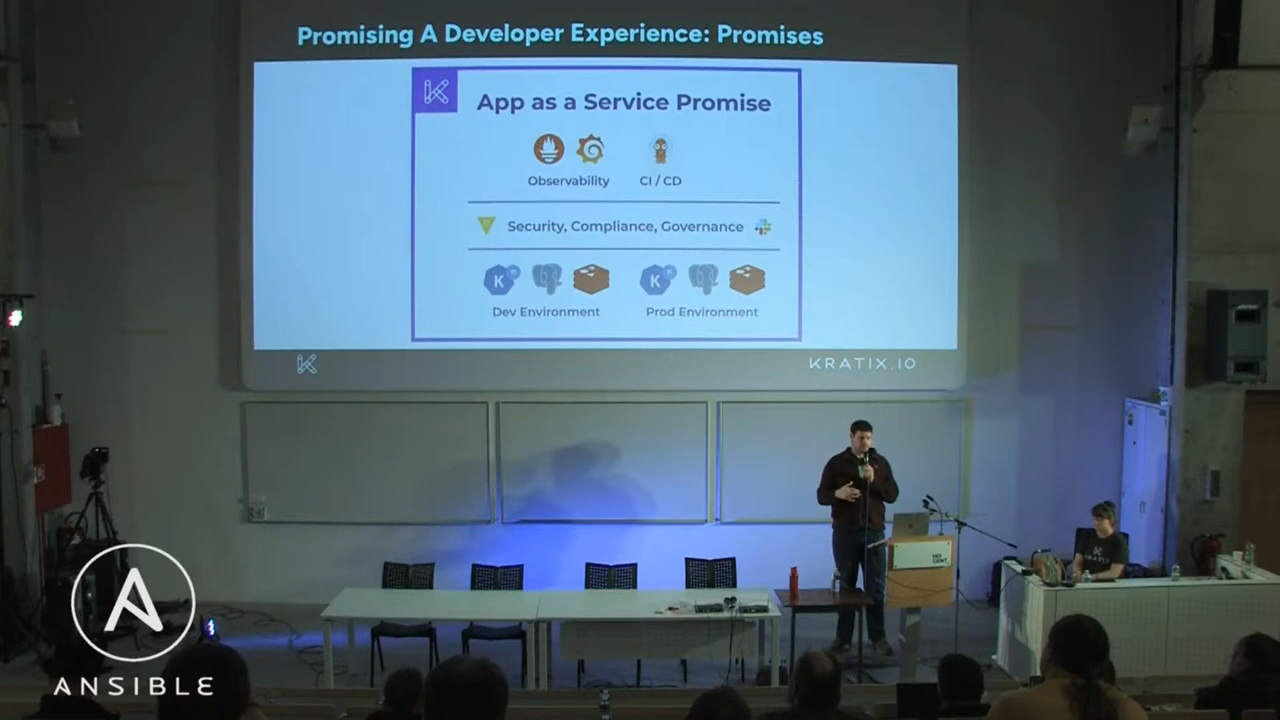 Promising A Developer Experience: Promises
App as a Service Promise
Observability
CI / CD
Security, Compliance, Governance
Dev Environment
Prod Environment
KRATIX.IO
KRATIX
ANSIBLE